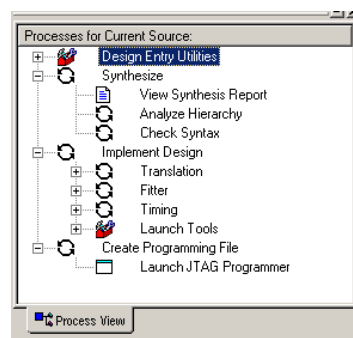 Processes for Current Source:
Design Entry Utilities
Synthesize
View Synthesis Report
Analyze Hierarchy
Check Syntax
Implement Design
Translation
Fitter
Timing
Launch Tools
Create Programming File
Launch JTAG Programmer
Process View